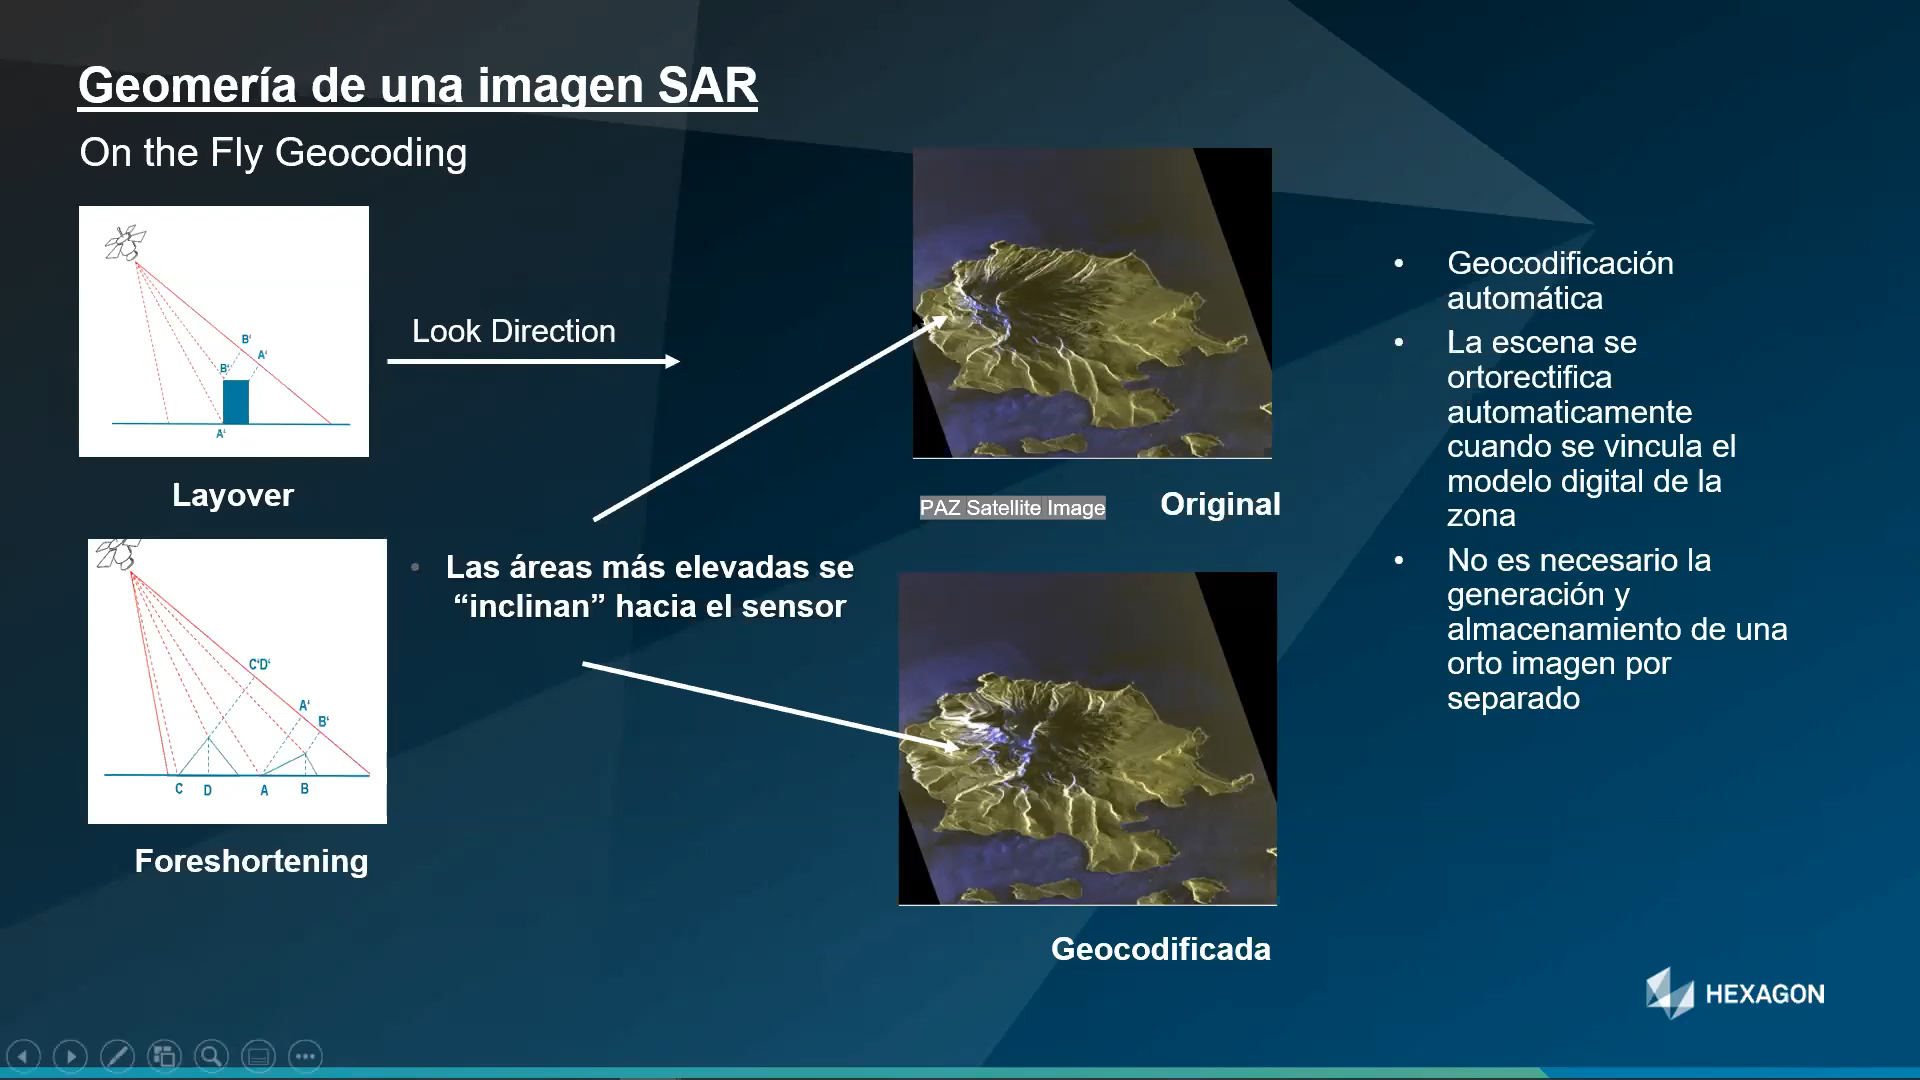 Geomería de una imagen SAR
On the Fly Geocoding
B'
A'
B'
A'
Layover
Look Direction
C'D'
A'
B'
C D A B
Foreshortening
• Las áreas más elevadas se
“inclinan” hacia el sensor
PAZ Satellite Image
Original
Geocodificada
• Geocodificación
automática
• La escena se
ortorectifica
automaticamente
cuando se vincula el
modelo digital de la
zona
• No es necesario la
generación y
almacenamiento de una
orto imagen por
separado
HEXAGON